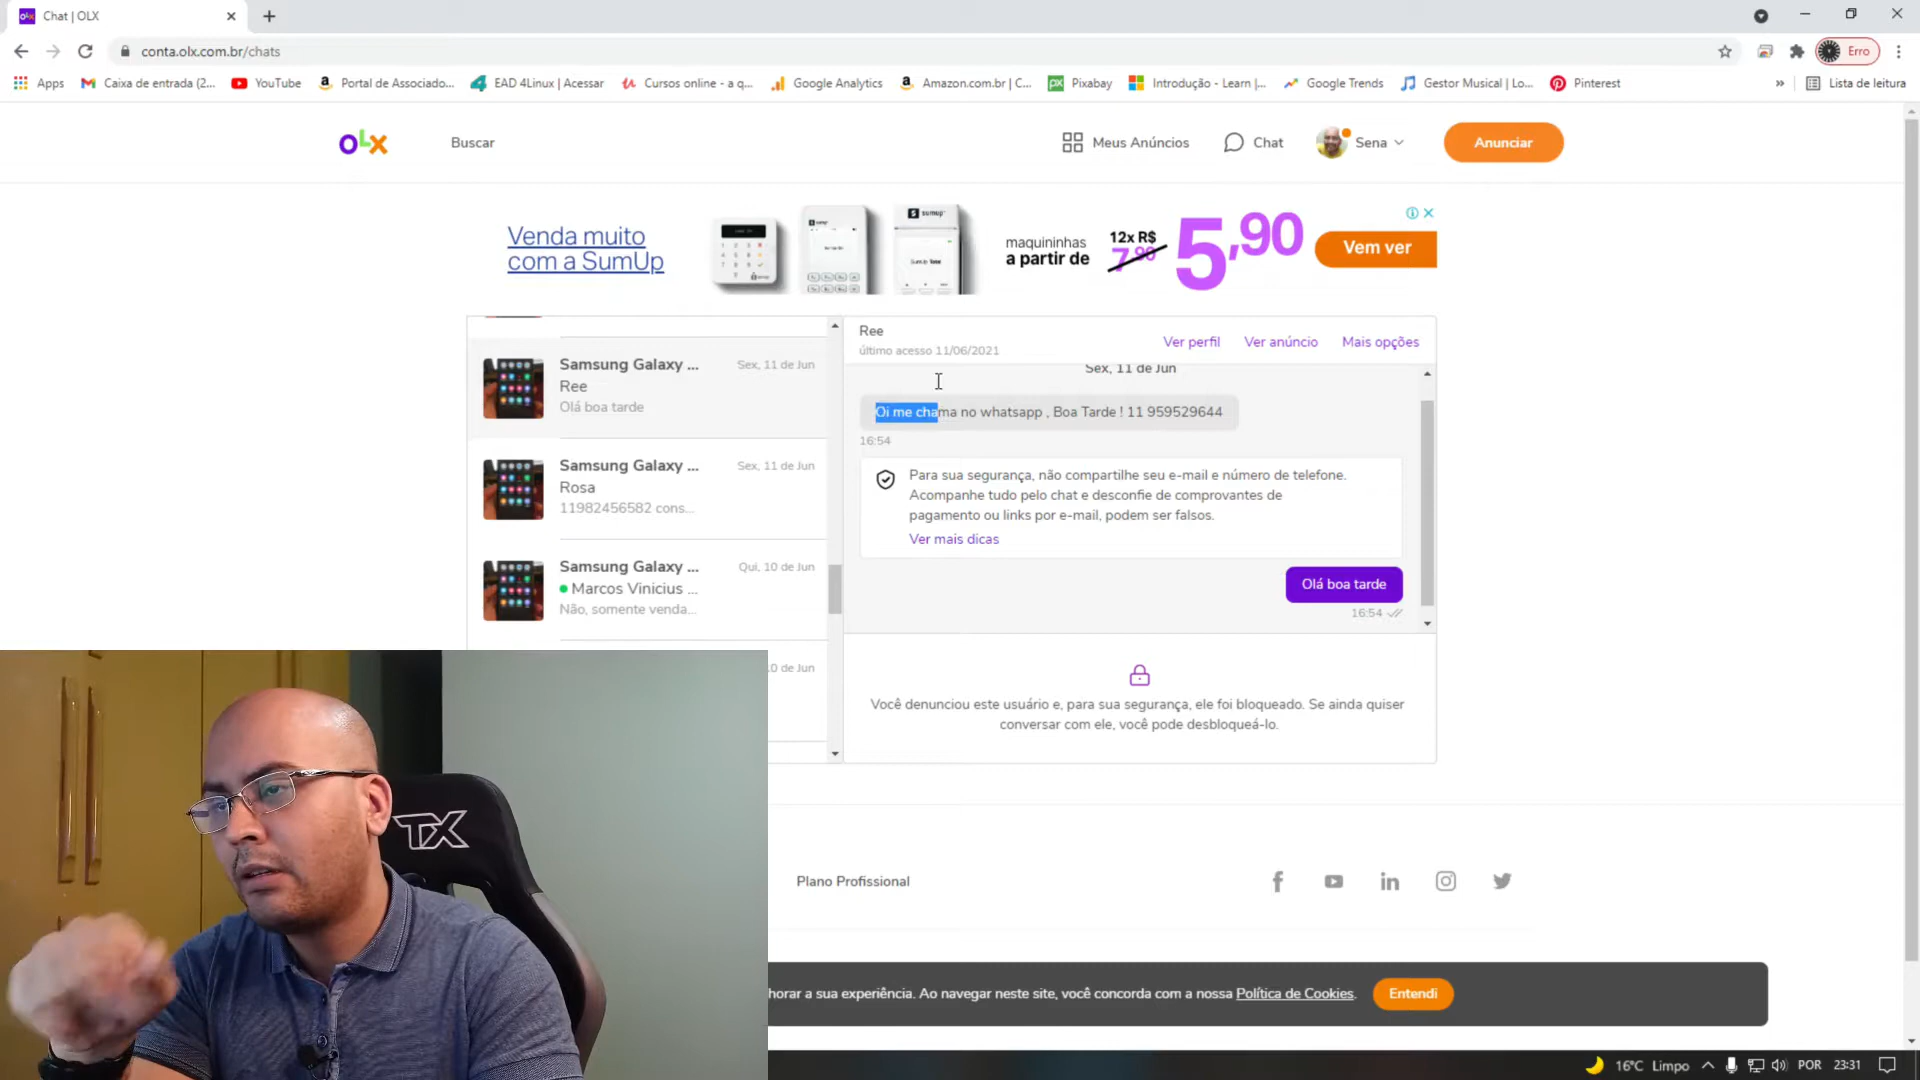 Chat | OLX
Erro
conta.olx.com.br/chats
Apps
Caixa de entrada (2...
YouTube
Portal de Associado...
EAD 4Linux | Acessar
Cursos online - a q...
Google Analytics
Amazon.com.br | C...
Pixabay
Introdução - Learn |...
Google Trends
Gestor Musical | Lo...
Pinterest
»
Lista de leitura
OLX
Buscar
Meus Anúncios
Chat
Sena
Anunciar
Venda muito
com a SumUp
sumup
maquininhas
a partir de
12x R$
7,90
5,90
Vem ver
Samsung Galaxy ...
Sex, 11 de Jun
Ree
Olá boa tarde
Samsung Galaxy ...
Sex, 11 de Jun
Rosa
11982456582 cons...
Samsung Galaxy ...
Qui, 10 de Jun
Marcos Vinicius ...
Não, somente venda...
0 de Jun
Ree
último acesso 11/06/2021
Ver perfil
Ver anúncio
Mais opções
Sex, 11 de Jun
Oi me chama no whatsapp , Boa Tarde ! 11 959529644
16:54
Para sua segurança, não compartilhe seu e-mail e número de telefone.
Acompanhe tudo pelo chat e desconfie de comprovantes de
pagamento ou links por e-mail, podem ser falsos.
Ver mais dicas
Olá boa tarde
16:54
Você denunciou este usuário e, para sua segurança, ele foi bloqueado. Se ainda quiser
conversar com ele, você pode desbloqueá-lo.
TX
Plano Profissional
horar a sua experiência. Ao navegar neste site, você concorda com a nossa Política de Cookies.
Entendi
16°C Limpo
POR
23:31